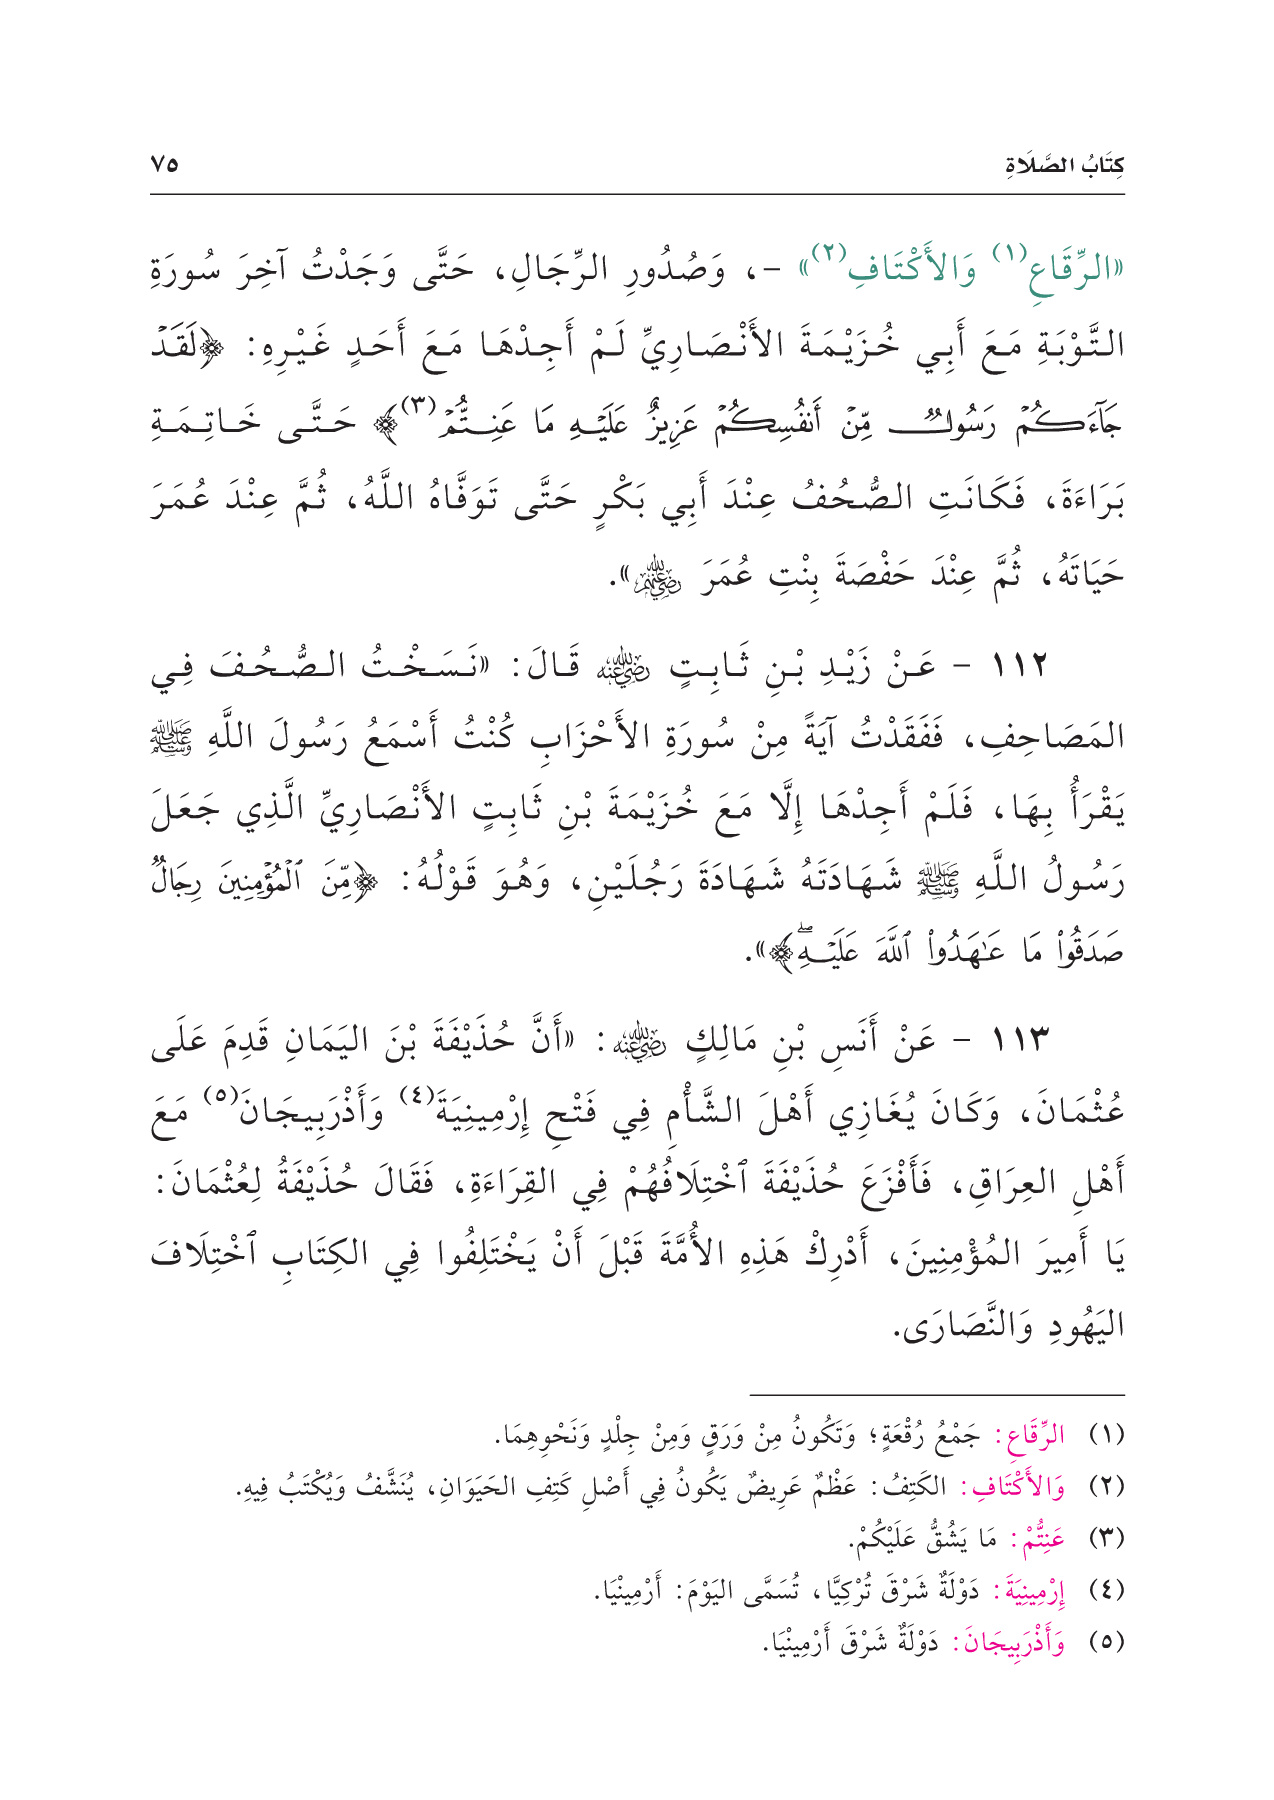 كِتَابُ الصَّلَاةِ ٧٥
«الرِّقَاعِ(١) وَالأَكْتَافِ(٢)» -، وَصُدُورِ الرِّجَالِ، حَتَّى وَجَدْتُ آخِرَ سُورَةِ
التَّوْبَةِ مَعَ أَبِي خُزَيْمَةَ الأَنْصَارِيِّ لَمْ أَجِدْهَا مَعَ أَحَدٍ غَيْرِهِ: ﴿لَقَدۡ
جَآءَكُمۡ رَسُولٞ مِّنۡ أَنفُسِكُمۡ عَزِيزٌ عَلَيۡهِ مَا عَنِتُّمۡ(٣)﴾ حَتَّى خَاتِمَةِ
بَرَاءَةَ، فَكَانَتِ الصُّحُفُ عِنْدَ أَبِي بَكْرٍ حَتَّى تَوَفَّاهُ اللَّهُ، ثُمَّ عِنْدَ عُمَرَ
حَيَاتَهُ، ثُمَّ عِنْدَ حَفْصَةَ بِنْتِ عُمَرَ رضي الله عنهم».
١١٢ - عَنْ زَيْدِ بْنِ ثَابِتٍ رضي الله عنه قَالَ: «نَسَخْتُ الصُّحُفَ فِي
المَصَاحِفِ، فَفَقَدْتُ آيَةً مِنْ سُورَةِ الأَحْزَابِ كُنْتُ أَسْمَعُ رَسُولَ اللَّهِ ﷺ
يَقْرَأُ بِهَا، فَلَمْ أَجِدْهَا إِلَّا مَعَ خُزَيْمَةَ بْنِ ثَابِتٍ الأَنْصَارِيِّ الَّذِي جَعَلَ
رَسُولُ اللَّهِ ﷺ شَهَادَتَهُ شَهَادَةَ رَجُلَيْنِ، وَهُوَ قَوْلُهُ: ﴿مِّنَ ٱلۡمُؤۡمِنِينَ رِجَالٞ
صَدَقُواْ مَا عَٰهَدُواْ ٱللَّهَ عَلَيۡهِۖ﴾».
١١٣ - عَنْ أَنَسِ بْنِ مَالِكٍ رضي الله عنه: «أَنَّ حُذَيْفَةَ بْنَ اليَمَانِ قَدِمَ عَلَى
عُثْمَانَ، وَكَانَ يُغَازِي أَهْلَ الشَّأْمِ فِي فَتْحِ إِرْمِينِيَةَ(٤) وَأَذْرَبِيجَانَ(٥) مَعَ
أَهْلِ العِرَاقِ، فَأَفْزَعَ حُذَيْفَةَ ٱخْتِلَافُهُمْ فِي القِرَاءَةِ، فَقَالَ حُذَيْفَةُ لِعُثْمَانَ:
يَا أَمِيرَ المُؤْمِنِينَ، أَدْرِكْ هَذِهِ الأُمَّةَ قَبْلَ أَنْ يَخْتَلِفُوا فِي الكِتَابِ ٱخْتِلَافَ
اليَهُودِ وَالنَّصَارَى.
(١) الرِّقَاعِ: جَمْعُ رُقْعَةٍ؛ وَتَكُونُ مِنْ وَرَقٍ وَمِنْ جِلْدٍ وَنَحْوِهِمَا.
(٢) وَالأَكْتَافِ: الكَتِفُ: عَظْمٌ عَرِيضٌ يَكُونُ فِي أَصْلِ كَتِفِ الحَيَوَانِ، يُنَشَّفُ وَيُكْتَبُ فِيهِ.
(٣) عَنِتُّمْ: مَا يَشُقُّ عَلَيْكُمْ.
(٤) إِرْمِينِيَةَ: دَوْلَةٌ شَرْقَ تُرْكِيَّا، تُسَمَّى اليَوْمَ: أَرْمِينْيَا.
(٥) وَأَذْرَبِيجَانَ: دَوْلَةٌ شَرْقَ أَرْمِينْيَا.